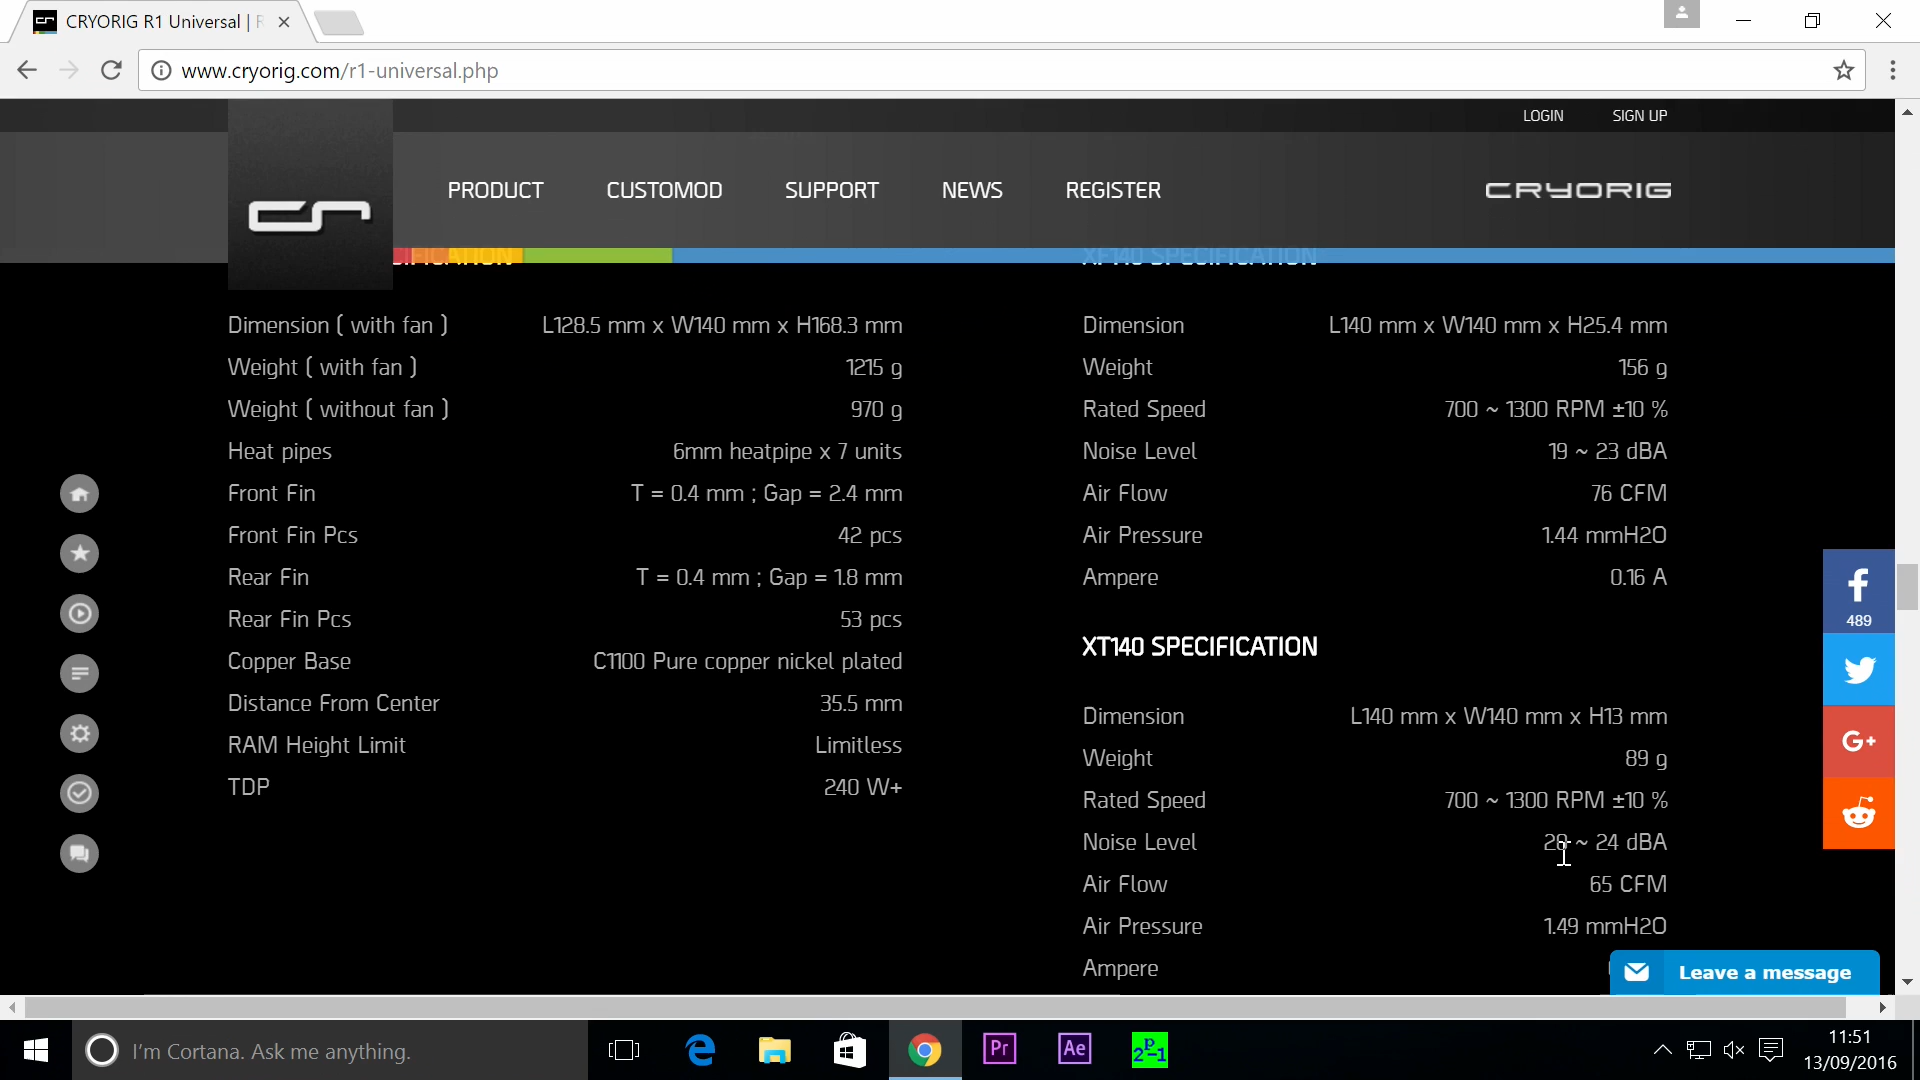 CRYORIG R1 Universal |
www.cryorig.com/r1-universal.php
LOGIN SIGN UP
PRODUCT CUSTOMOD SUPPORT NEWS REGISTER CRYORIG
XF140 SPECIFICATION
Dimension ( with fan ) L128.5 mm x W140 mm x H168.3 mm
Weight ( with fan ) 1215 g
Weight ( without fan ) 970 g
Heat pipes 6mm heatpipe x 7 units
Front Fin T = 0.4 mm ; Gap = 2.4 mm
Front Fin Pcs 42 pcs
Rear Fin T = 0.4 mm ; Gap = 1.8 mm
Rear Fin Pcs 53 pcs
Copper Base C1100 Pure copper nickel plated
Distance From Center 35.5 mm
RAM Height Limit Limitless
TDP 240 W+
Dimension L140 mm x W140 mm x H25.4 mm
Weight 156 g
Rated Speed 700 ~ 1300 RPM ±10 %
Noise Level 19 ~ 23 dBA
Air Flow 76 CFM
Air Pressure 1.44 mmH2O
Ampere 0.16 A
XT140 SPECIFICATION
Dimension L140 mm x W140 mm x H13 mm
Weight 89 g
Rated Speed 700 ~ 1300 RPM ±10 %
Noise Level 20 ~ 24 dBA
Air Flow 65 CFM
Air Pressure 1.49 mmH2O
Ampere
489
G+
Leave a message
I'm Cortana. Ask me anything.
Pr
Ae
2P-1
11:51
13/09/2016